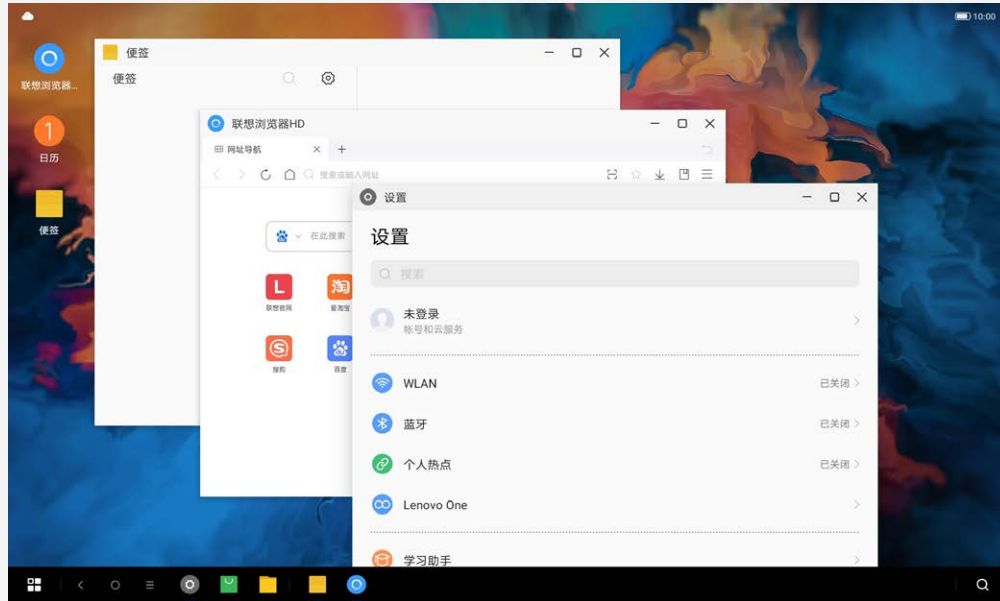 10:00
联想浏览器...
1
日历
便签
便签
便签
联想浏览器HD
网址导航
搜索或输入网址
在此搜索
L
联想官网
淘
爱淘宝
S
搜狗
百度
设置
设置
搜索
未登录
帐号和云服务
WLAN
已关闭
蓝牙
已关闭
个人热点
已关闭
Lenovo One
学习助手